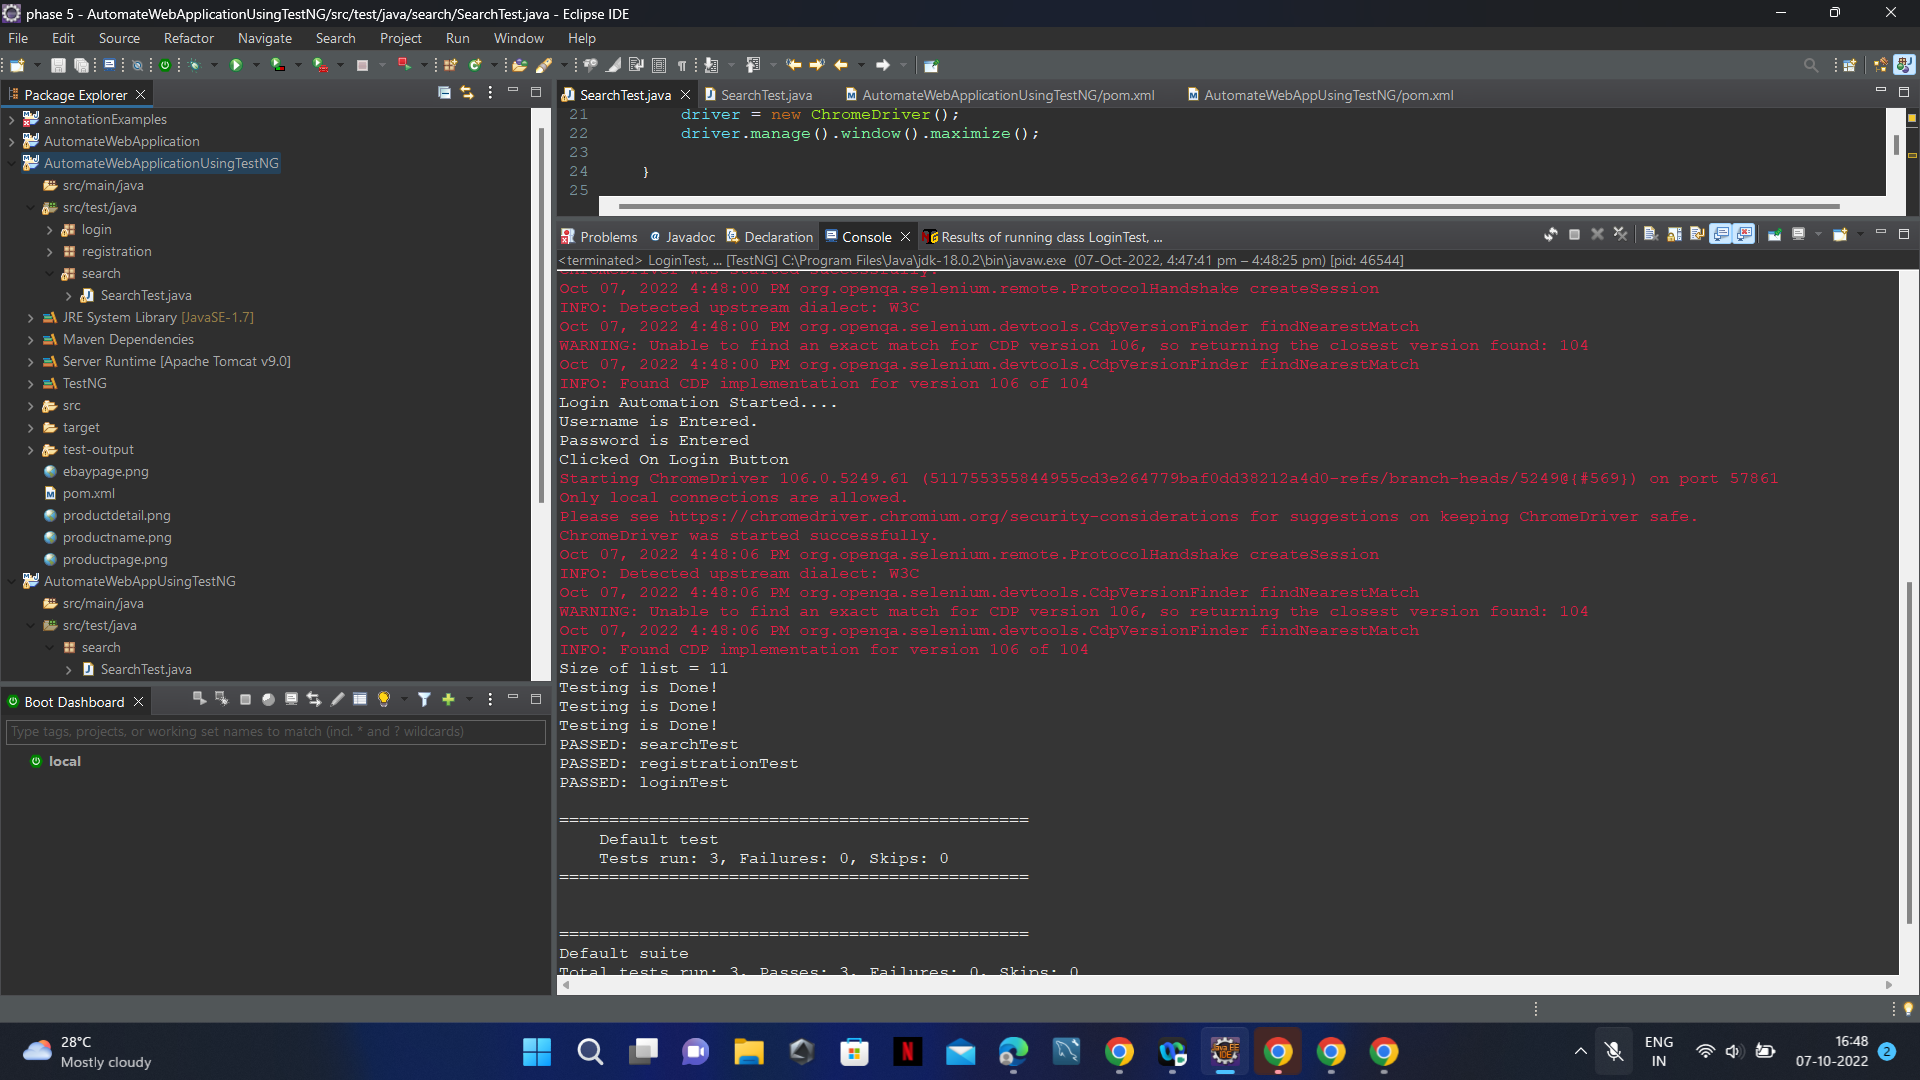 phase 5 - AutomateWebApplicationUsingTestNG/src/test/java/search/SearchTest.java - Eclipse IDE
File Edit Source Refactor Navigate Search Project Run Window Help
Package Explorer
annotationExamples
AutomateWebApplication
AutomateWebApplicationUsingTestNG
src/main/java
src/test/java
login
registration
search
SearchTest.java
JRE System Library [JavaSE-1.7]
Maven Dependencies
Server Runtime [Apache Tomcat v9.0]
TestNG
src
target
test-output
ebaypage.png
pom.xml
productdetail.png
productname.png
productpage.png
AutomateWebAppUsingTestNG
src/main/java
src/test/java
search
SearchTest.java
Boot Dashboard
Type tags, projects, or working set names to match (incl. * and ? wildcards)
local
SearchTest.java SearchTest.java AutomateWebApplicationUsingTestNG/pom.xml AutomateWebAppUsingTestNG/pom.xml
21 driver = new ChromeDriver();
22 driver.manage().window().maximize();
23
24 }
25
Problems Javadoc Declaration Console Results of running class LoginTest, ...
<terminated> LoginTest, ... [TestNG] C:\Program Files\Java\jdk-18.0.2\bin\javaw.exe (07-Oct-2022, 4:47:41 pm – 4:48:25 pm) [pid: 46544]
ChromeDriver was started successfully.
Oct 07, 2022 4:48:00 PM org.openqa.selenium.remote.ProtocolHandshake createSession
INFO: Detected upstream dialect: W3C
Oct 07, 2022 4:48:00 PM org.openqa.selenium.devtools.CdpVersionFinder findNearestMatch
WARNING: Unable to find an exact match for CDP version 106, so returning the closest version found: 104
Oct 07, 2022 4:48:00 PM org.openqa.selenium.devtools.CdpVersionFinder findNearestMatch
INFO: Found CDP implementation for version 106 of 104
Login Automation Started....
Username is Entered.
Password is Entered
Clicked On Login Button
Starting ChromeDriver 106.0.5249.61 (511755355844955cd3e264779baf0dd38212a4d0-refs/branch-heads/5249@{#569}) on port 57861
Only local connections are allowed.
Please see https://chromedriver.chromium.org/security-considerations for suggestions on keeping ChromeDriver safe.
ChromeDriver was started successfully.
Oct 07, 2022 4:48:06 PM org.openqa.selenium.remote.ProtocolHandshake createSession
INFO: Detected upstream dialect: W3C
Oct 07, 2022 4:48:06 PM org.openqa.selenium.devtools.CdpVersionFinder findNearestMatch
WARNING: Unable to find an exact match for CDP version 106, so returning the closest version found: 104
Oct 07, 2022 4:48:06 PM org.openqa.selenium.devtools.CdpVersionFinder findNearestMatch
INFO: Found CDP implementation for version 106 of 104
Size of list = 11
Testing is Done!
Testing is Done!
Testing is Done!
PASSED: searchTest
PASSED: registrationTest
PASSED: loginTest
===============================================
Default test
Tests run: 3, Failures: 0, Skips: 0
===============================================
===============================================
Default suite
Total tests run: 3, Passes: 3, Failures: 0, Skips: 0
28°C
Mostly cloudy
ENG
IN
16:48
07-10-2022
2